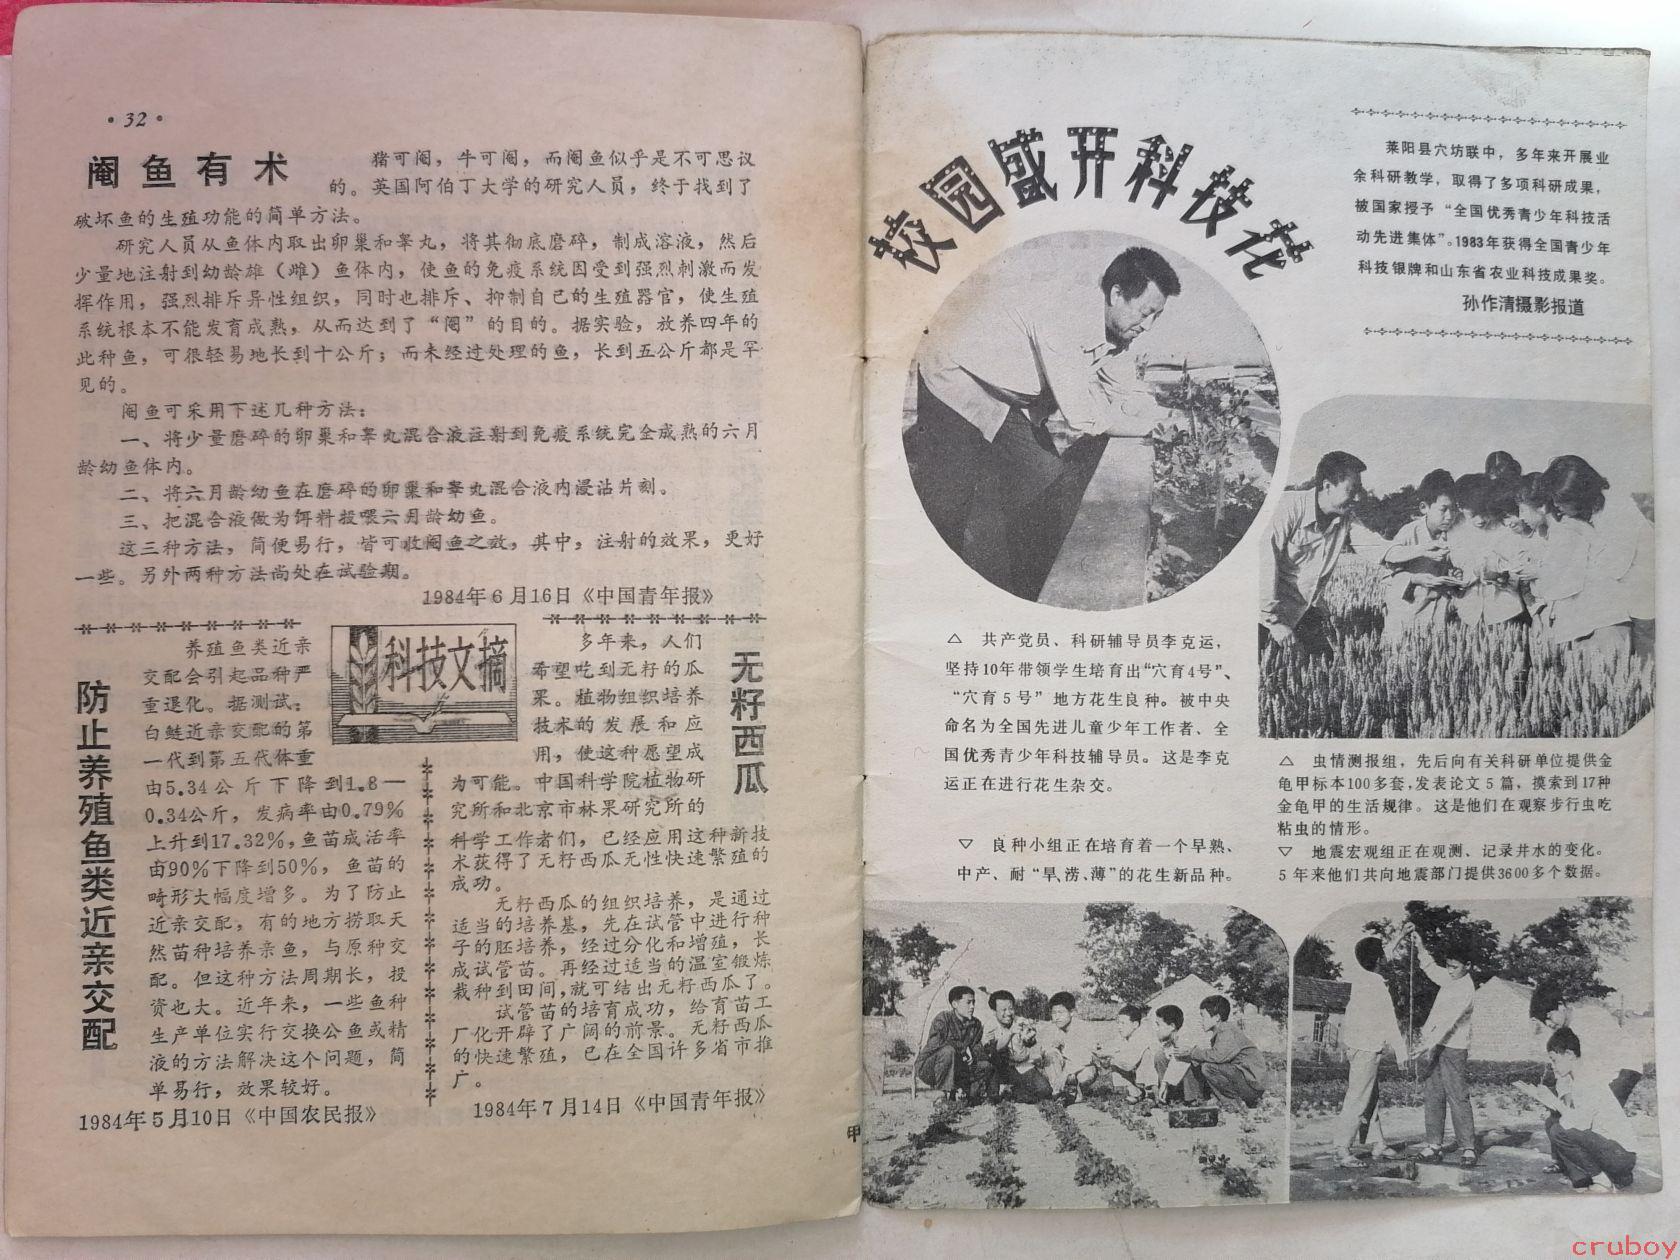 ·32·
阉鱼有术
猪可阉，牛可阉，而阉鱼似乎是不可思议
的。英国阿伯丁大学的研究人员，终于找到了
破坏鱼的生殖功能的简单方法。
研究人员从鱼体内取出卵巢和睾丸，将其彻底磨碎，制成溶液，然后
少量地注射到幼龄雄（雌）鱼体内，使鱼的免疫系统因受到强烈刺激而发
挥作用，强烈排斥异性组织，同时也排斥、抑制自己的生殖器官，使生殖
系统根本不能发育成熟，从而达到了“阉”的目的。据实验，放养四年的
此种鱼，可很轻易地长到十公斤；而未经过处理的鱼，长到五公斤都是罕
见的。
阉鱼可采用下述几种方法：
一、将少量磨碎的卵巢和睾丸混合液注射到免疫系统完全成熟的六月
龄幼鱼体内。
二、将六月龄幼鱼在磨碎的卵巢和睾丸混合液内浸沾片刻。
三、把混合液做为饵料投喂六月龄幼鱼。
这三种方法，简便易行，皆可收阉鱼之效，其中，注射的效果，更好
一些。另外两种方法尚处在试验期。
1984年6月16日《中国青年报》
防止养殖鱼类近亲交配
养殖鱼类近亲
交配会引起品种严
重退化。据测试：
白鲢近亲交配的第
一代到第五代体重
由5.34公斤下降到1.8—
0.34公斤，发病率由0.79%
上升到17.32%，鱼苗成活率
由90%下降到50%，鱼苗的
畸形大幅度增多。为了防止
近亲交配，有的地方捞取天
然苗种培养亲鱼，与原种交
配。但这种方法周期长，投
资也大。近年来，一些鱼种
生产单位实行交换公鱼或精
液的方法解决这个问题，简
单易行，效果较好。
1984年5月10日《中国农民报》
科技文摘
无籽西瓜
多年来，人们
希望吃到无籽的瓜
果。植物组织培养
技术的发展和应
用，使这种愿望成
为可能。中国科学院植物研
究所和北京市林果研究所的
科学工作者们，已经应用这种新技
术获得了无籽西瓜无性快速繁殖的
成功。
无籽西瓜的组织培养，是通过
适当的培养基，先在试管中进行种
子的胚培养，经过分化和增殖，长
成试管苗。再经过适当的温室锻炼
栽种到田间，就可结出无籽西瓜了。
试管苗的培育成功，给育苗工
厂化开辟了广阔的前景。无籽西瓜
的快速繁殖，已在全国许多省市推
广。
1984年7月14日《中国青年报》
甲
校园盛开科技花
莱阳县穴坊联中，多年来开展业
余科研教学，取得了多项科研成果，
被国家授予“全国优秀青少年科技活
动先进集体”。1983年获得全国青少年
科技银牌和山东省农业科技成果奖。
孙作清摄影报道
△ 共产党员、科研辅导员李克运，
坚持10年带领学生培育出“穴育4号”、
“穴育5号”地方花生良种。被中央
命名为全国先进儿童少年工作者、全
国优秀青少年科技辅导员。这是李克
运正在进行花生杂交。
▽ 良种小组正在培育着一个早熟、
中产、耐“旱、涝、薄”的花生新品种。
△ 虫情测报组，先后向有关科研单位提供金
龟甲标本100多套，发表论文5篇，摸索到17种
金龟甲的生活规律。这是他们在观察步行虫吃
粘虫的情形。
▽ 地震宏观组正在观测、记录井水的变化。
5年来他们共向地震部门提供3600多个数据。
cruboy